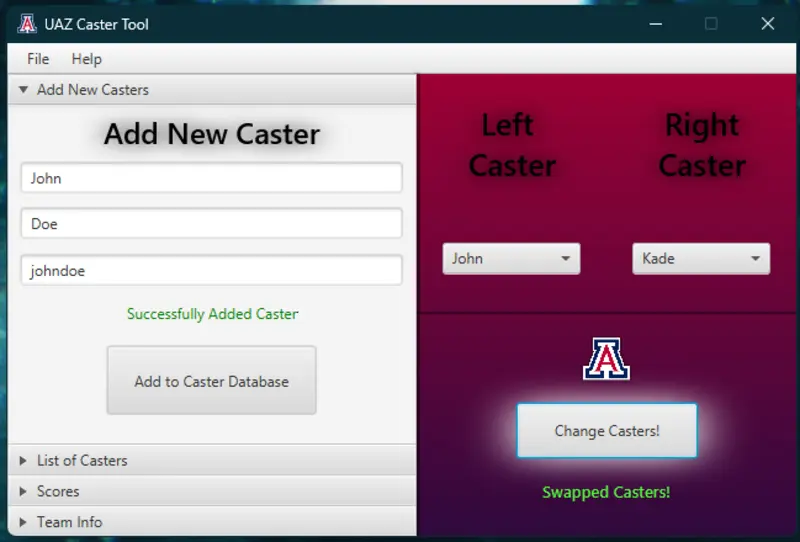 UAZ Caster Tool
File Help
Add New Casters
Add New Caster
John
Doe
johndoe
Successfully Added Caster
Add to Caster Database
List of Casters
Scores
Team Info
Left
Caster
Right
Caster
John
Kade
A
Change Casters!
Swapped Casters!